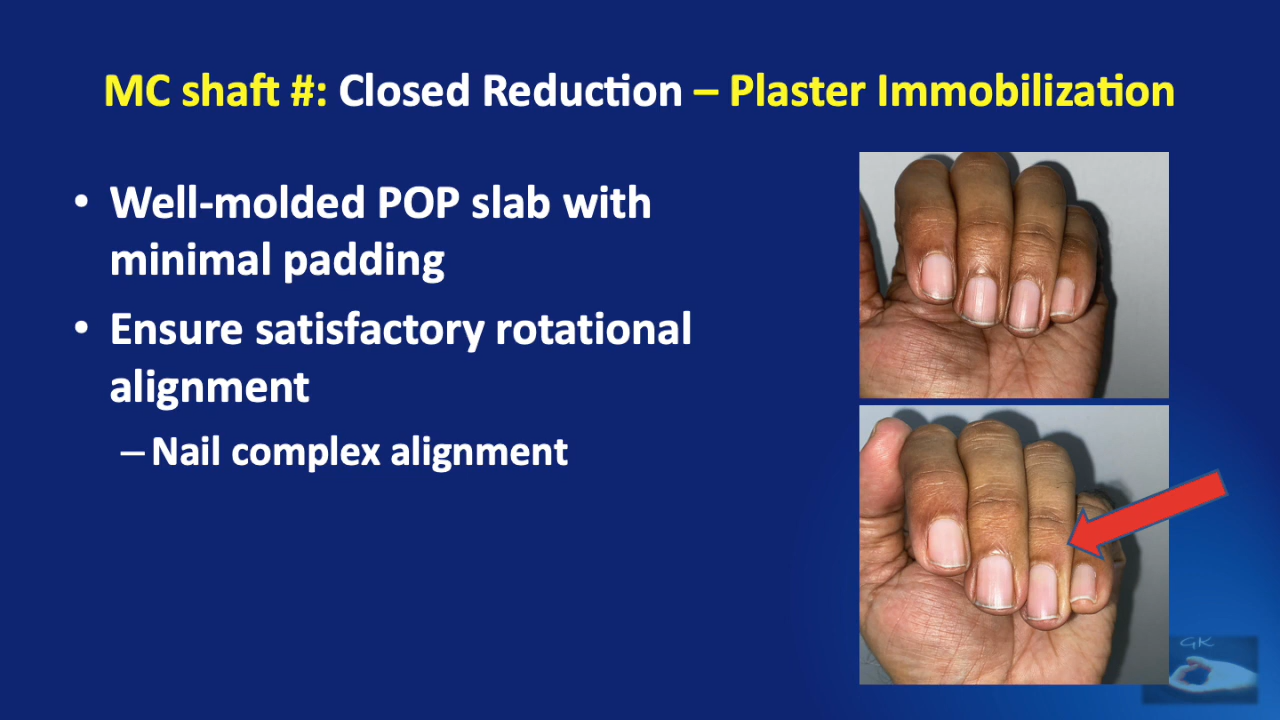 MC shaft #: Closed Reduction – Plaster Immobilization
• Well-molded POP slab with
minimal padding
• Ensure satisfactory rotational
alignment
– Nail complex alignment
GK